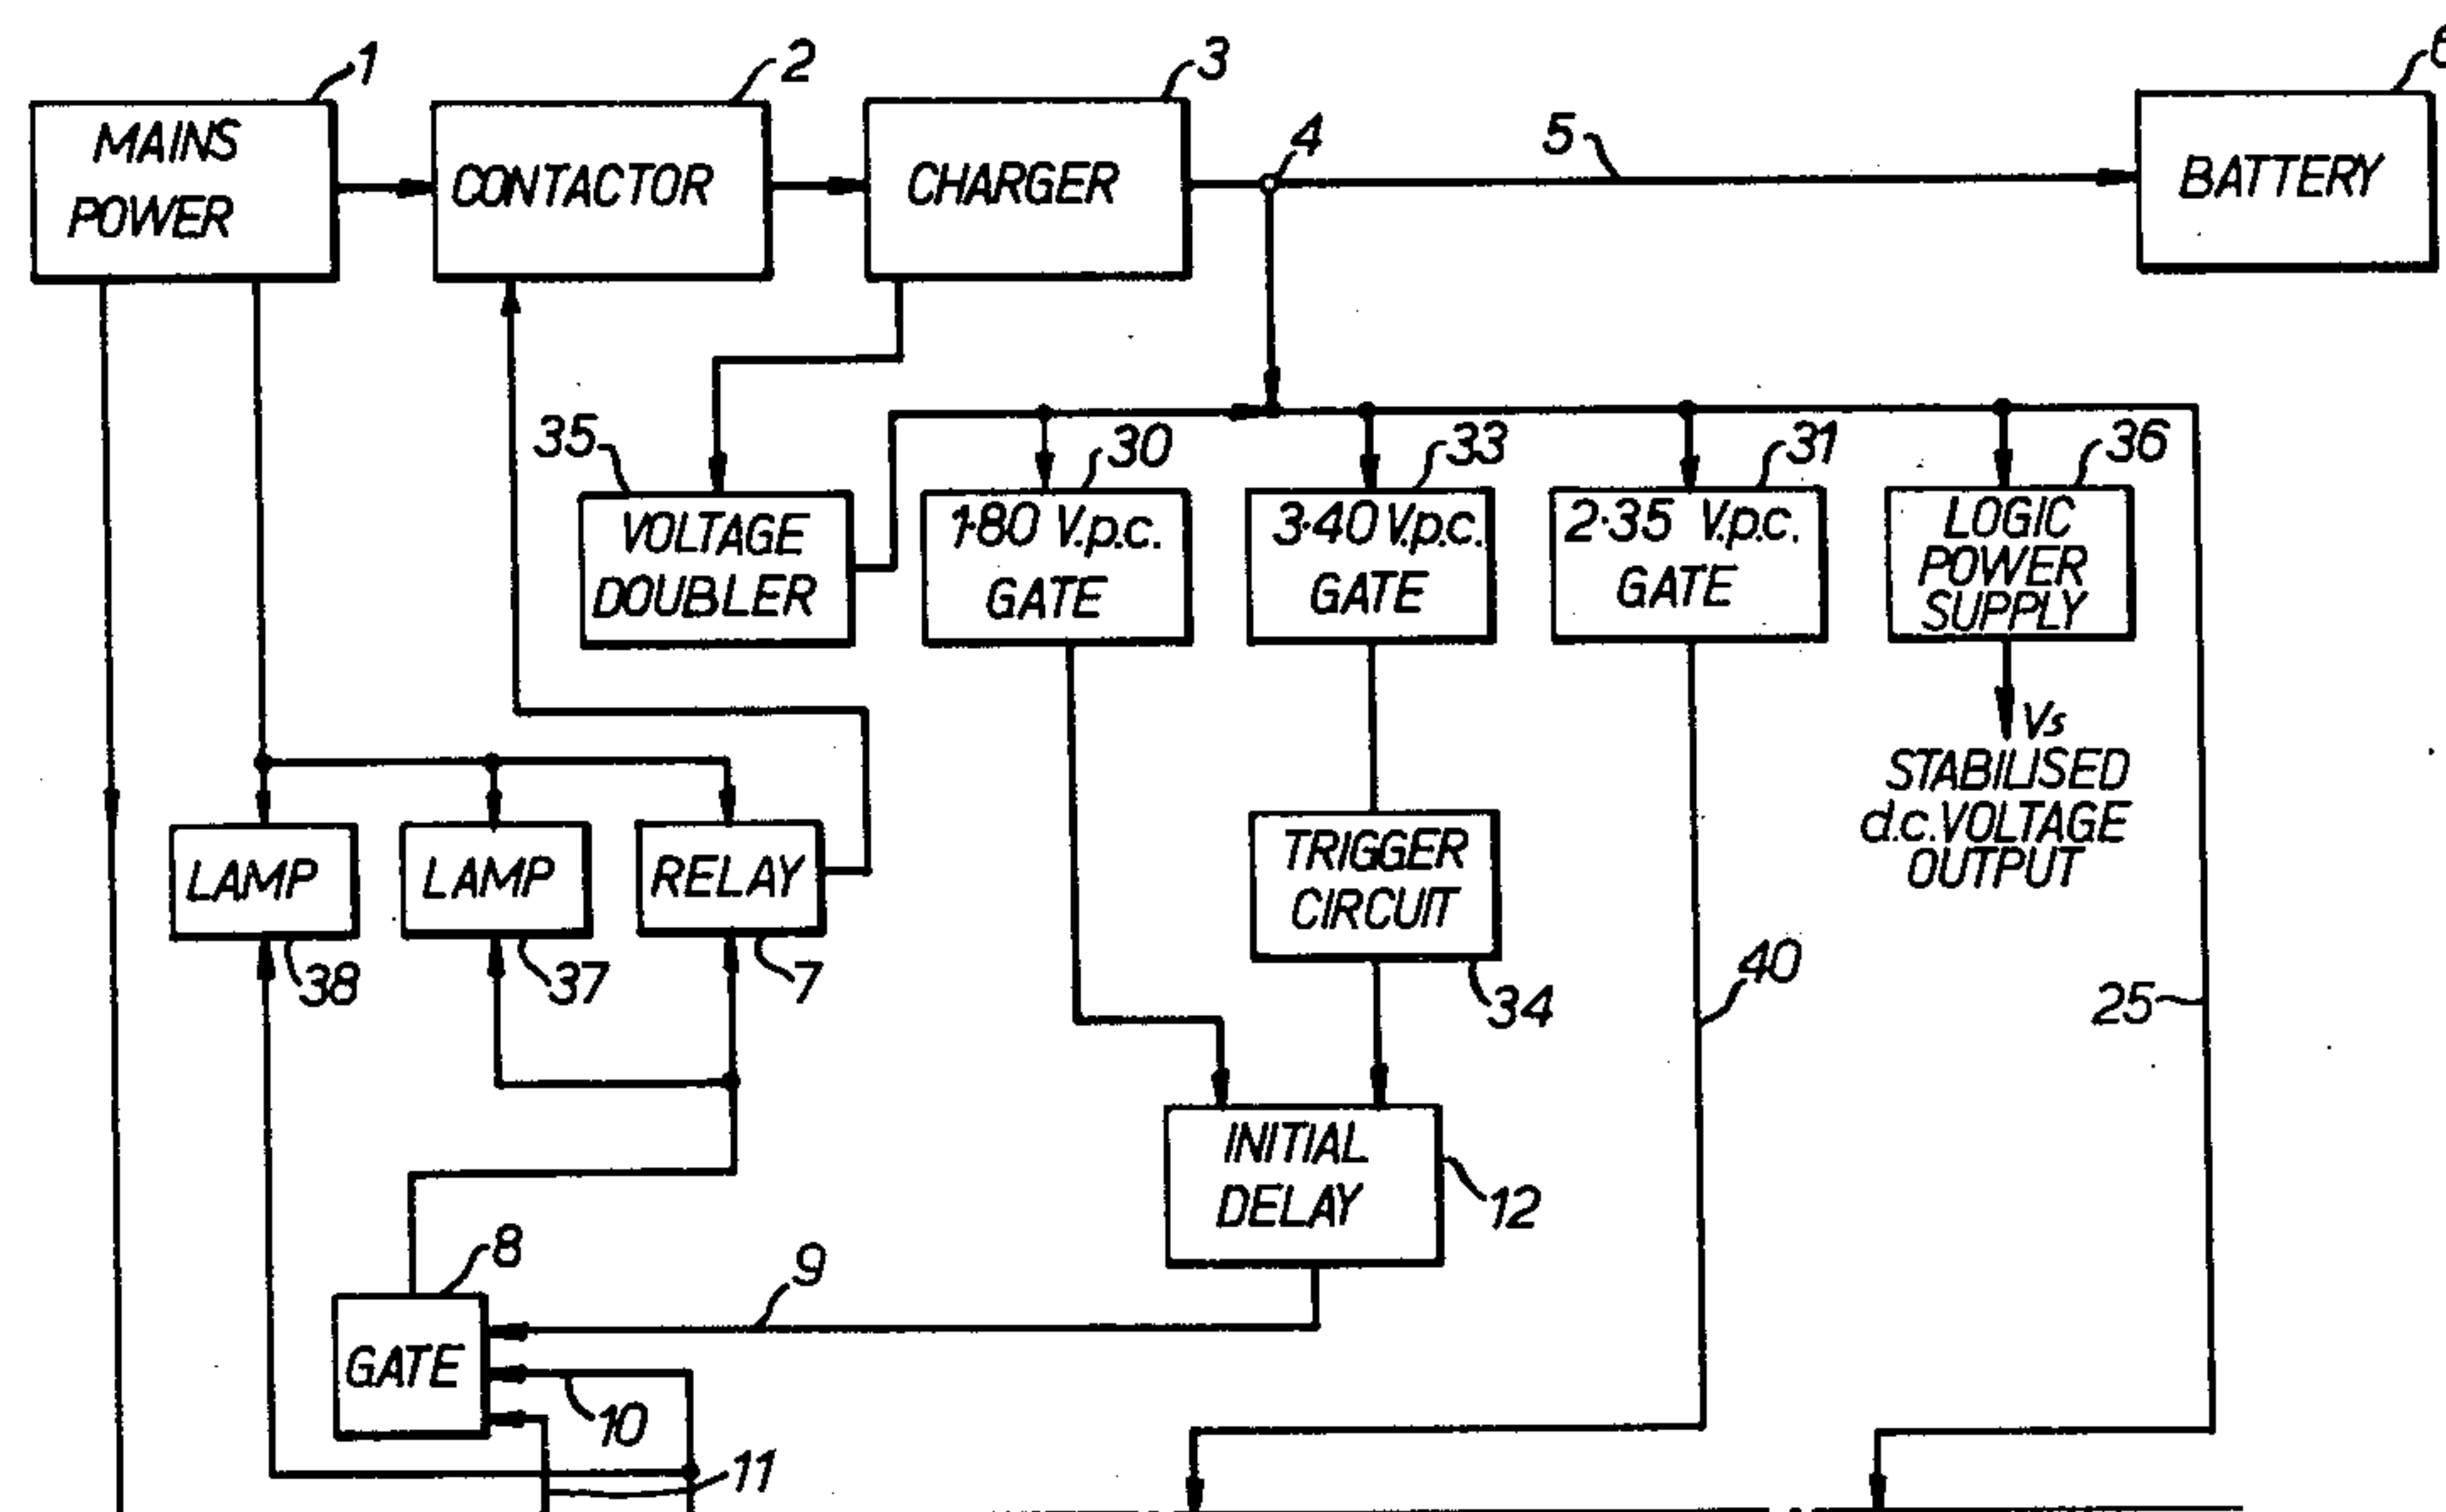 1
2
3
4
5
MAINS
POWER
CONTACTOR
CHARGER
BATTERY
35
30
33
31
36
VOLTAGE
DOUBLER
1·80 V.p.c.
GATE
3·40 V.p.c.
GATE
2·35 V.p.c.
GATE
LOGIC
POWER
SUPPLY
Vs
STABILISED
d.c. VOLTAGE
OUTPUT
LAMP
LAMP
RELAY
TRIGGER
CIRCUIT
38
37
7
34
40
25
INITIAL
DELAY
12
8
9
GATE
10
11